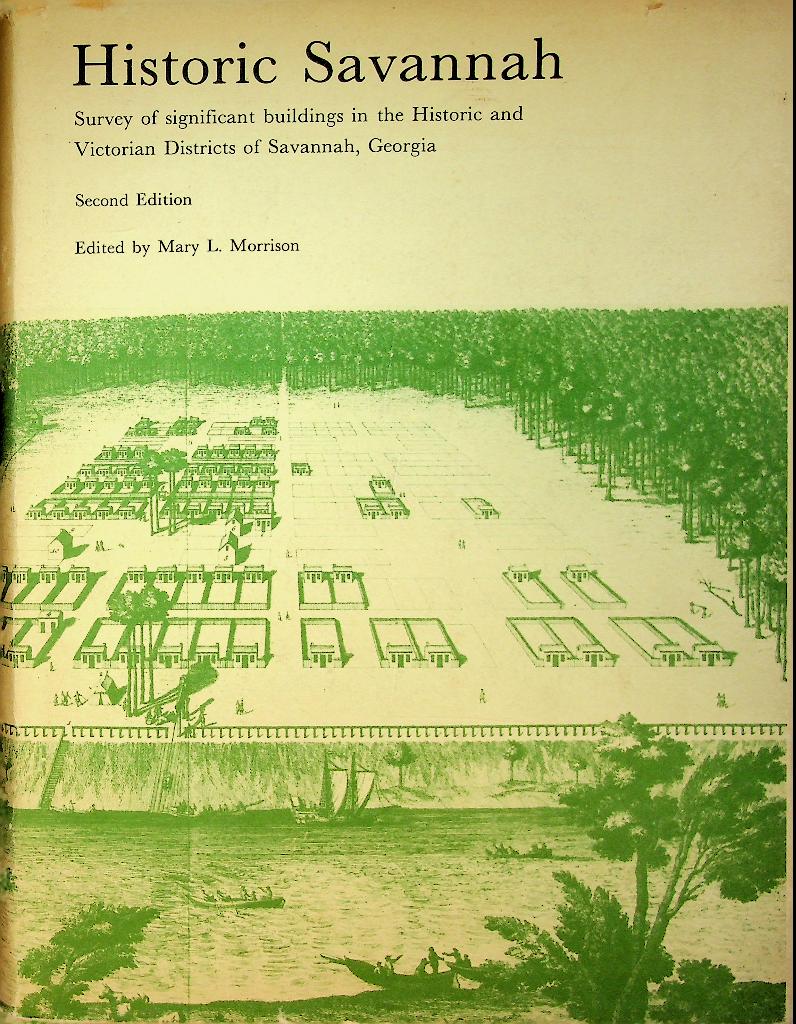 Historic Savannah
Survey of significant buildings in the Historic and
Victorian Districts of Savannah, Georgia
Second Edition
Edited by Mary L. Morrison